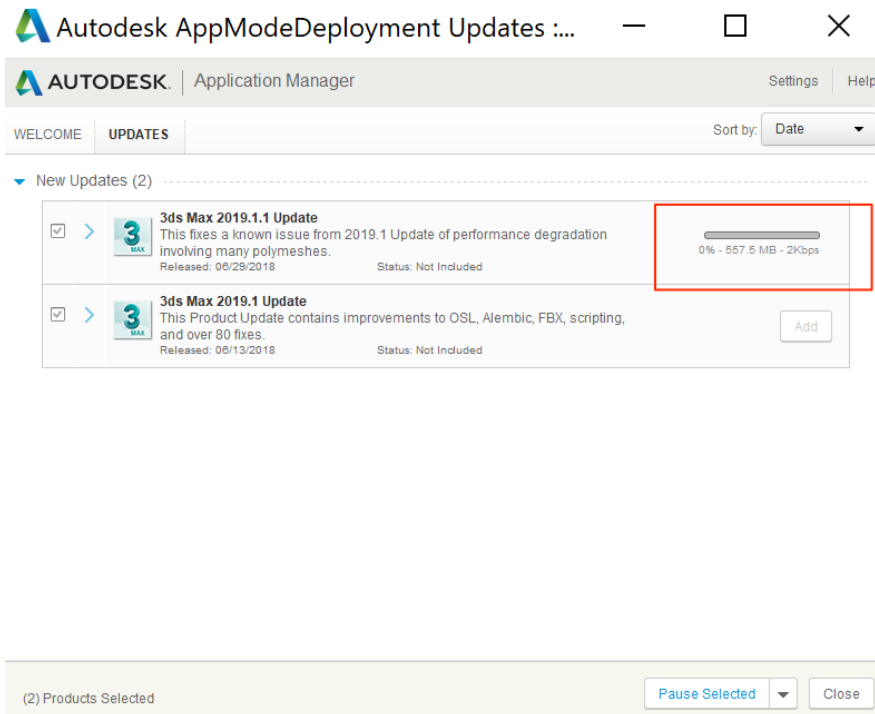 Autodesk AppModeDeployment Updates :...
AUTODESK. Application Manager Settings Help
WELCOME UPDATES Sort by: Date
New Updates (2)
3ds Max 2019.1.1 Update
This fixes a known issue from 2019.1 Update of performance degradation
involving many polymeshes.
Released: 06/29/2018 Status: Not Included
0% - 557.5 MB - 2Kbps
3ds Max 2019.1 Update
This Product Update contains improvements to OSL, Alembic, FBX, scripting,
and over 80 fixes.
Released: 06/13/2018 Status: Not Included
Add
3
MAX
3
MAX
(2) Products Selected Pause Selected Close